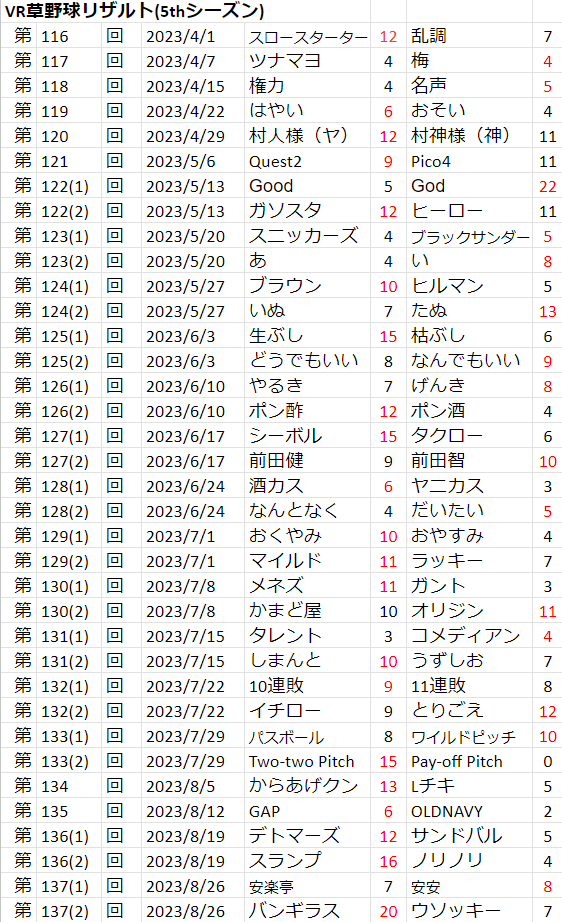 VR草野球リザルト(5thシーズン)
第 116 回 2023/4/1 スロースターター 12 乱調 7
第 117 回 2023/4/7 ツナマヨ 4 梅 4
第 118 回 2023/4/15 権力 4 名声 5
第 119 回 2023/4/22 はやい 6 おそい 4
第 120 回 2023/4/29 村人様（ヤ） 12 村神様（神） 11
第 121 回 2023/5/6 Quest2 9 Pico4 11
第 122(1) 回 2023/5/13 Good 5 God 22
第 122(2) 回 2023/5/13 ガソスタ 12 ヒーロー 11
第 123(1) 回 2023/5/20 スニッカーズ 4 ブラックサンダー 5
第 123(2) 回 2023/5/20 あ 4 い 8
第 124(1) 回 2023/5/27 ブラウン 10 ヒルマン 5
第 124(2) 回 2023/5/27 いぬ 7 たぬ 13
第 125(1) 回 2023/6/3 生ぶし 15 枯ぶし 6
第 125(2) 回 2023/6/3 どうでもいい 8 なんでもいい 9
第 126(1) 回 2023/6/10 やるき 7 げんき 8
第 126(2) 回 2023/6/10 ポン酢 12 ポン酒 4
第 127(1) 回 2023/6/17 シーボル 15 タクロー 6
第 127(2) 回 2023/6/17 前田健 9 前田智 10
第 128(1) 回 2023/6/24 酒カス 6 ヤニカス 3
第 128(2) 回 2023/6/24 なんとなく 4 だいたい 5
第 129(1) 回 2023/7/1 おくやみ 10 おやすみ 4
第 129(2) 回 2023/7/1 マイルド 11 ラッキー 7
第 130(1) 回 2023/7/8 メネズ 11 ガント 3
第 130(2) 回 2023/7/8 かまど屋 10 オリジン 11
第 131(1) 回 2023/7/15 タレント 3 コメディアン 4
第 131(2) 回 2023/7/15 しまんと 10 うずしお 7
第 132(1) 回 2023/7/22 10連敗 9 11連敗 8
第 132(2) 回 2023/7/22 イチロー 9 とりごえ 12
第 133(1) 回 2023/7/29 パスボール 8 ワイルドピッチ 10
第 133(2) 回 2023/7/29 Two-two Pitch 15 Pay-off Pitch 0
第 134 回 2023/8/5 からあげクン 13 Lチキ 5
第 135 回 2023/8/12 GAP 6 OLDNAVY 2
第 136(1) 回 2023/8/19 デトマーズ 12 サンドバル 5
第 136(2) 回 2023/8/19 スランプ 16 ノリノリ 4
第 137(1) 回 2023/8/26 安楽亭 7 安安 8
第 137(2) 回 2023/8/26 バンギラス 20 ウソッキー 7